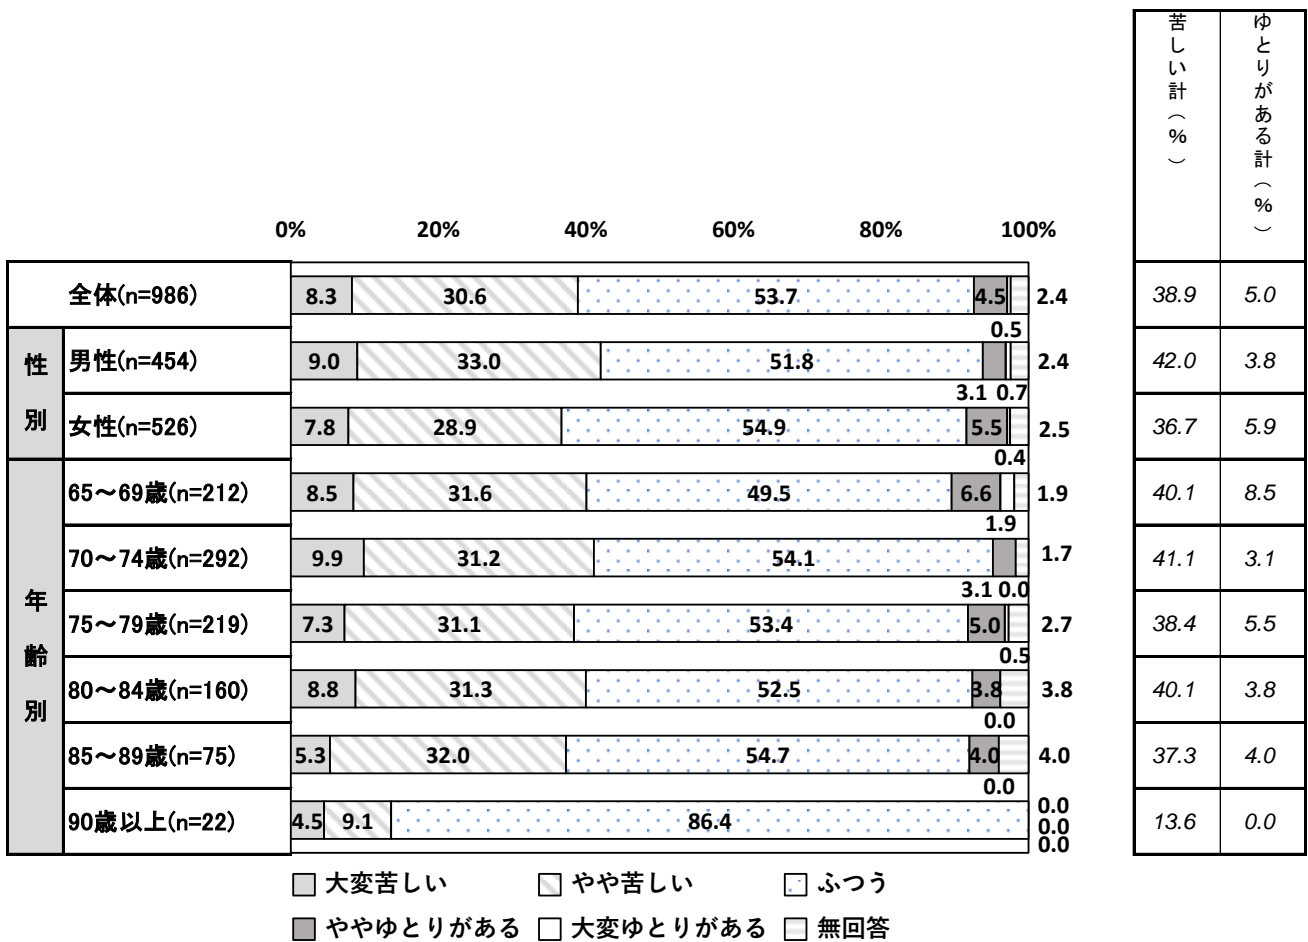 苦しい計（%）
ゆとりがある計（%）
0% 20% 40% 60% 80% 100%
全体(n=986) 8.3 30.6 53.7 4.5 2.4 38.9 5.0
0.5
性別
男性(n=454) 9.0 33.0 51.8 2.4 42.0 3.8
3.1 0.7
女性(n=526) 7.8 28.9 54.9 5.5 2.5 36.7 5.9
0.4
年齢別
65～69歳(n=212) 8.5 31.6 49.5 6.6 1.9 40.1 8.5
1.9
70～74歳(n=292) 9.9 31.2 54.1 1.7 41.1 3.1
3.1 0.0
75～79歳(n=219) 7.3 31.1 53.4 5.0 2.7 38.4 5.5
0.5
80～84歳(n=160) 8.8 31.3 52.5 3.8 3.8 40.1 3.8
0.0
85～89歳(n=75) 5.3 32.0 54.7 4.0 4.0 37.3 4.0
0.0
90歳以上(n=22) 4.5 9.1 86.4 0.0 13.6 0.0
0.0
0.0
大変苦しい やや苦しい ふつう
ややゆとりがある 大変ゆとりがある 無回答